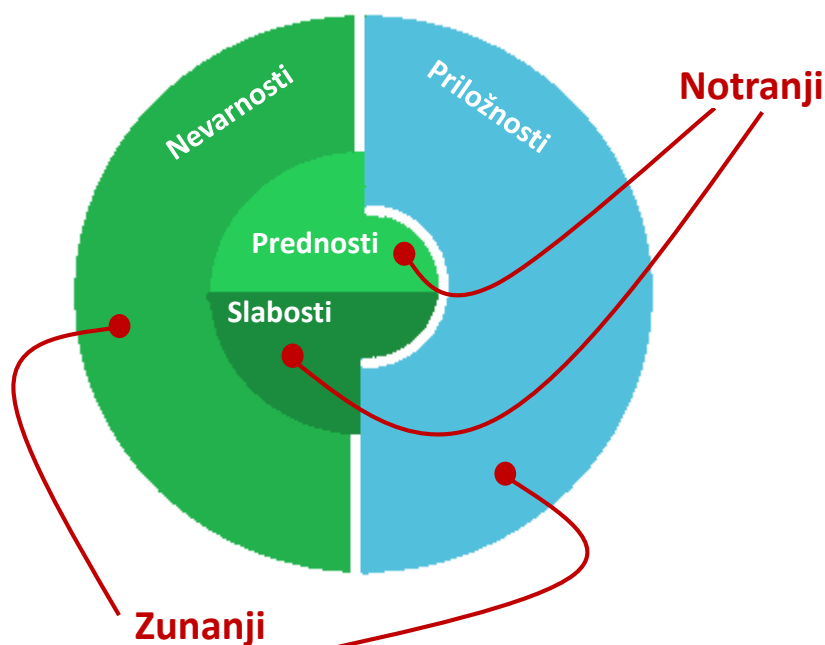 Nevarnosti
Priložnosti
Notranji
Prednosti
Slabosti
Zunanji